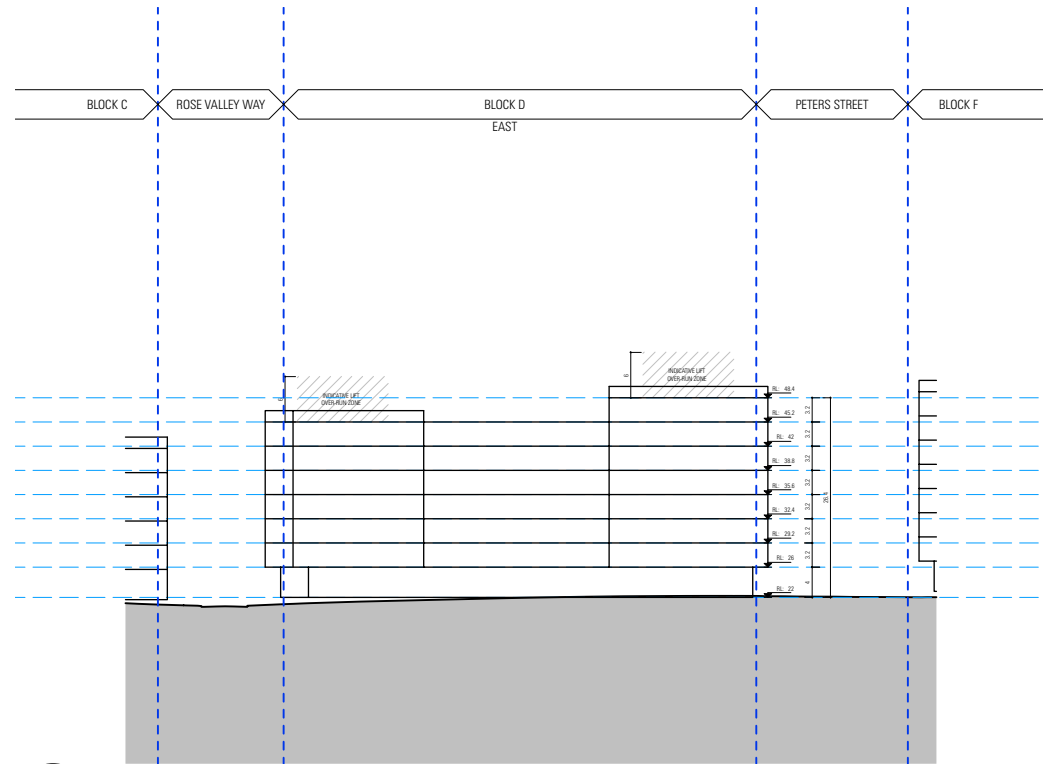 BLOCK C
ROSE VALLEY WAY
BLOCK D
PETERS STREET
BLOCK F
EAST
6
INDICATIVE LIFT
OVER-RUN ZONE
6
INDICATIVE LIFT
OVER-RUN ZONE
RL: 48.4
3.2
RL: 45.2
3.2
RL: 42
3.2
RL: 38.8
3.2
RL: 35.6
26.4
3.2
RL: 32.4
3.2
RL: 29.2
3.2
RL: 26
4
RL: 22